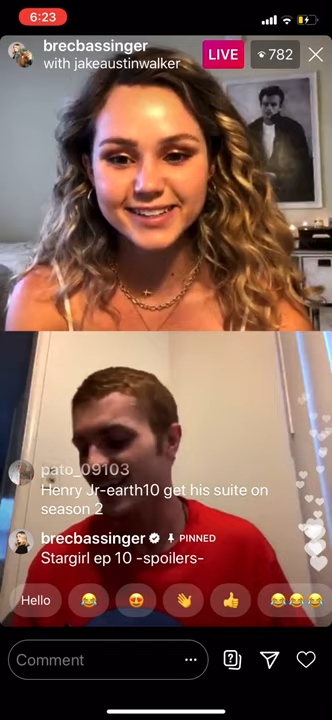 6:23
brecbassinger
with jakeaustinwalker
LIVE
782
pato_09103
Henry Jr-earth10 get his suite on
season 2
brecbassinger PINNED
Stargirl ep 10 -spoilers-
Hello 😂 😍 👋 👍 😂😂😂
Comment ...